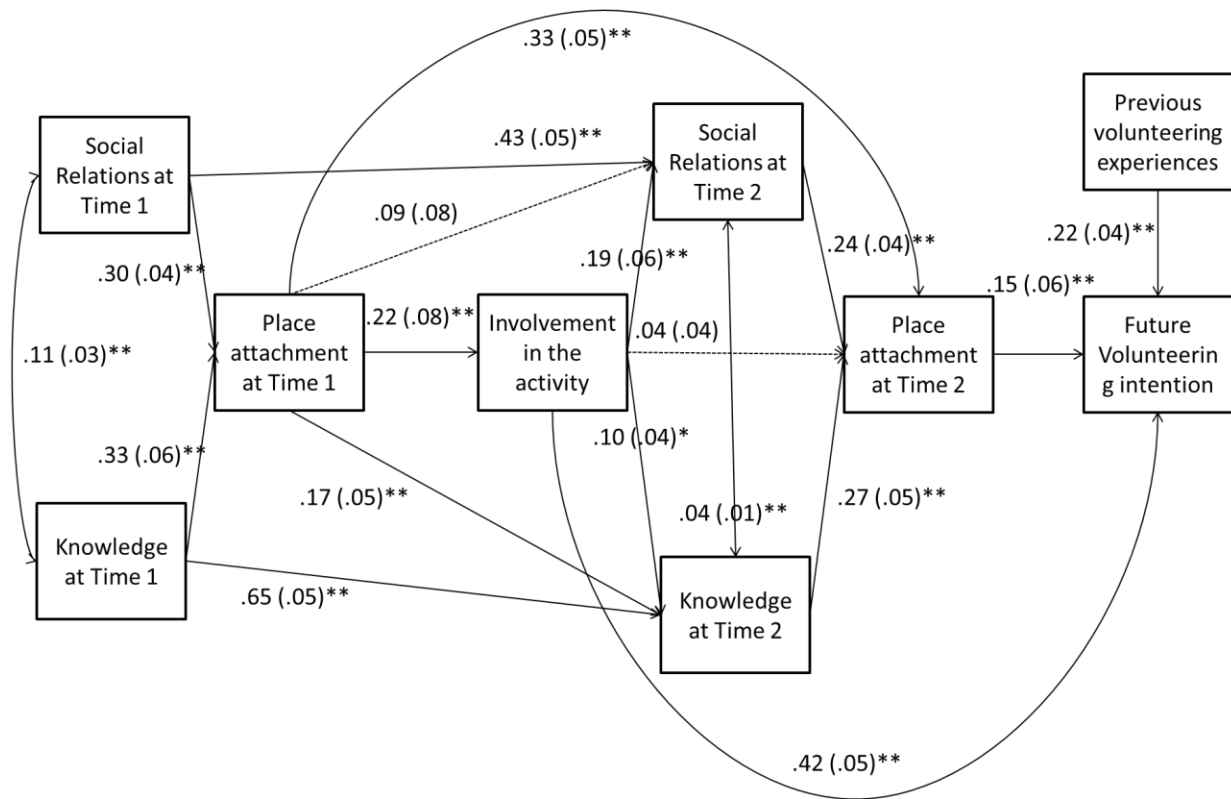 .33 (.05)**
Previous
volunteering
experiences
Social
Relations at
Time 1
.43 (.05)**
Social
Relations at
Time 2
.09 (.08)
.22 (.04)**
.30 (.04)**
.19 (.06)**
.24 (.04)**
.15 (.06)**
.11 (.03)**
Place
attachment
at Time 1
.22 (.08)**
Involvement
in the
activity
.04 (.04)
Place
attachment
at Time 2
Future
Volunteerin
g intention
.33 (.06)**
.10 (.04)*
.17 (.05)**
.04 (.01)**
.27 (.05)**
Knowledge
at Time 1
.65 (.05)**
Knowledge
at Time 2
.42 (.05)**